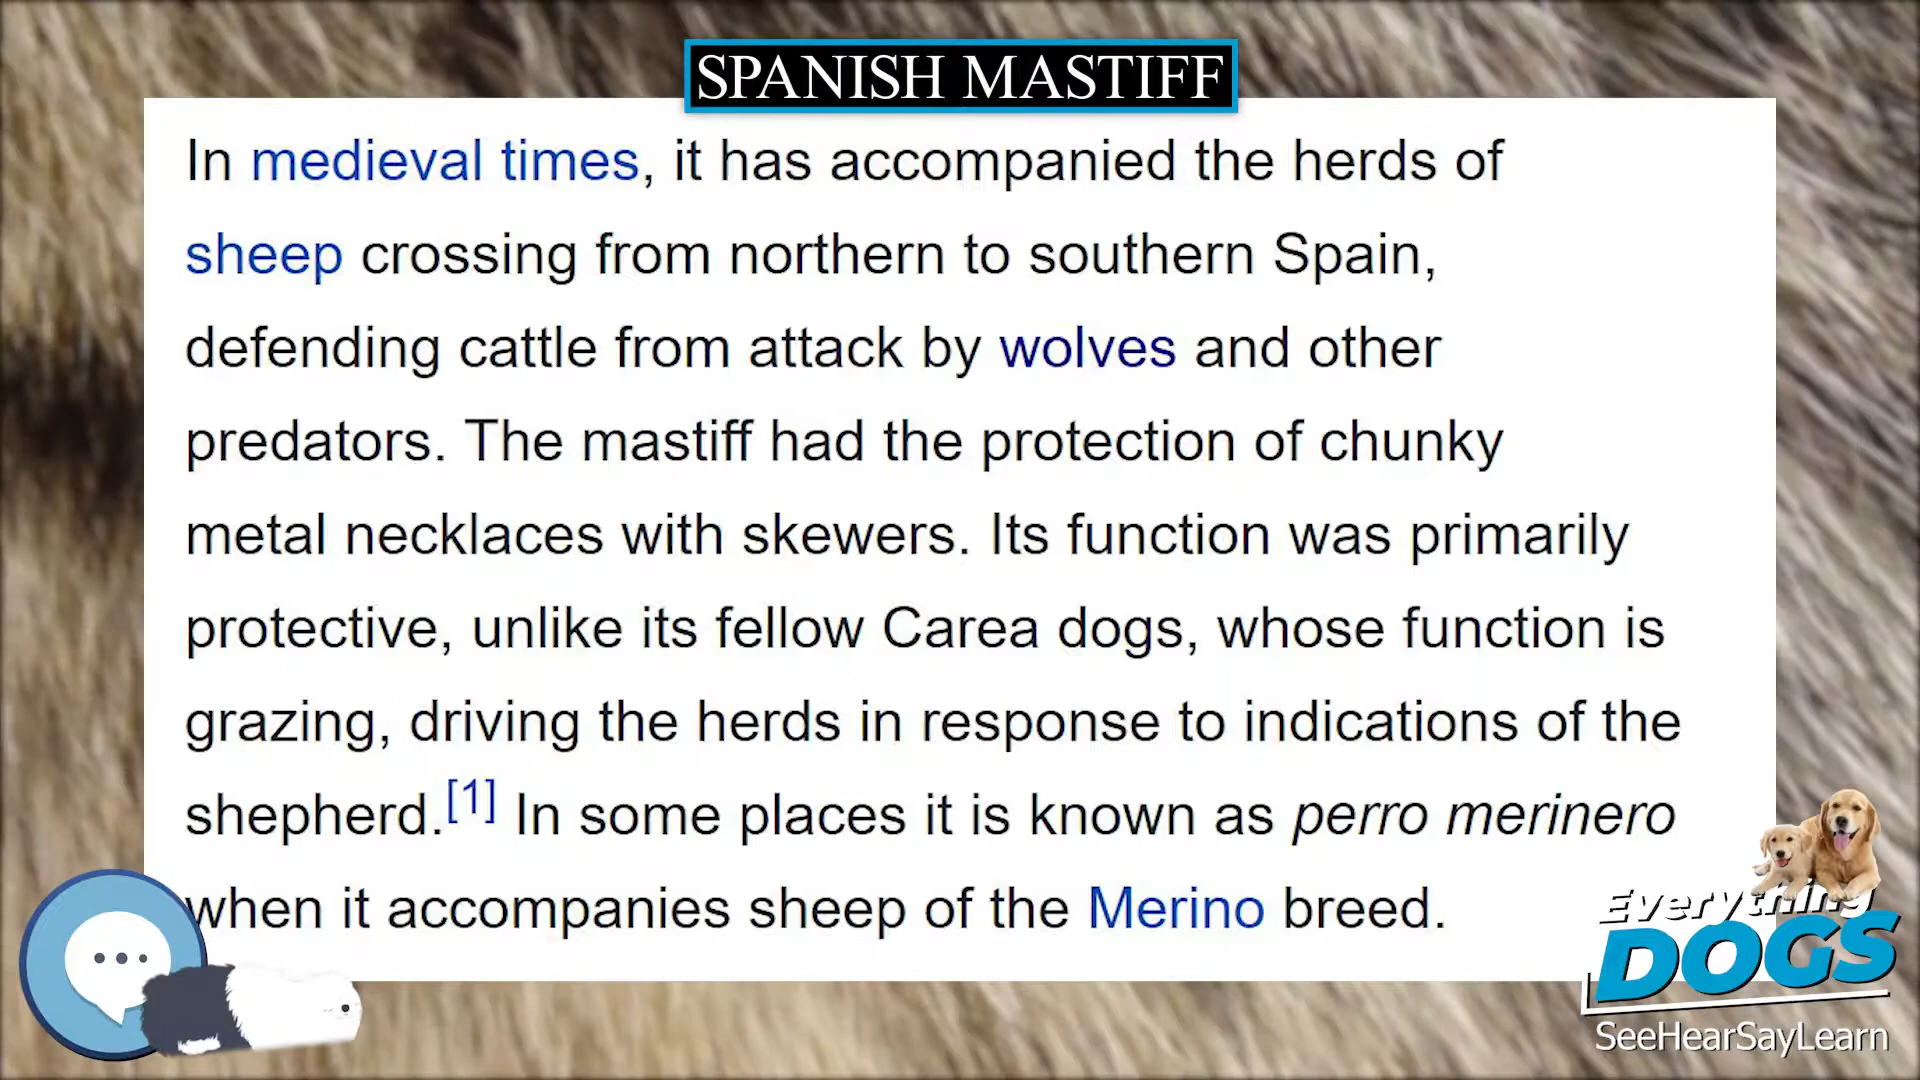 SPANISH MASTIFF
In medieval times, it has accompanied the herds of
sheep crossing from northern to southern Spain,
defending cattle from attack by wolves and other
predators. The mastiff had the protection of chunky
metal necklaces with skewers. Its function was primarily
protective, unlike its fellow Carea dogs, whose function is
grazing, driving the herds in response to indications of the
shepherd.[1] In some places it is known as perro merinero
when it accompanies sheep of the Merino breed.
Everything
DOGS
SeeHearSayLearn